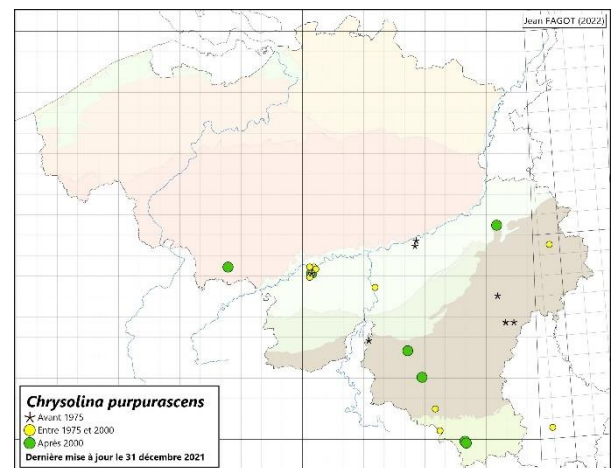 Jean FAGOT (2022)
Chrysolina purpurascens
Avant 1975
Entre 1975 et 2000
Après 2000
Dernière mise à jour le 31 décembre 2021